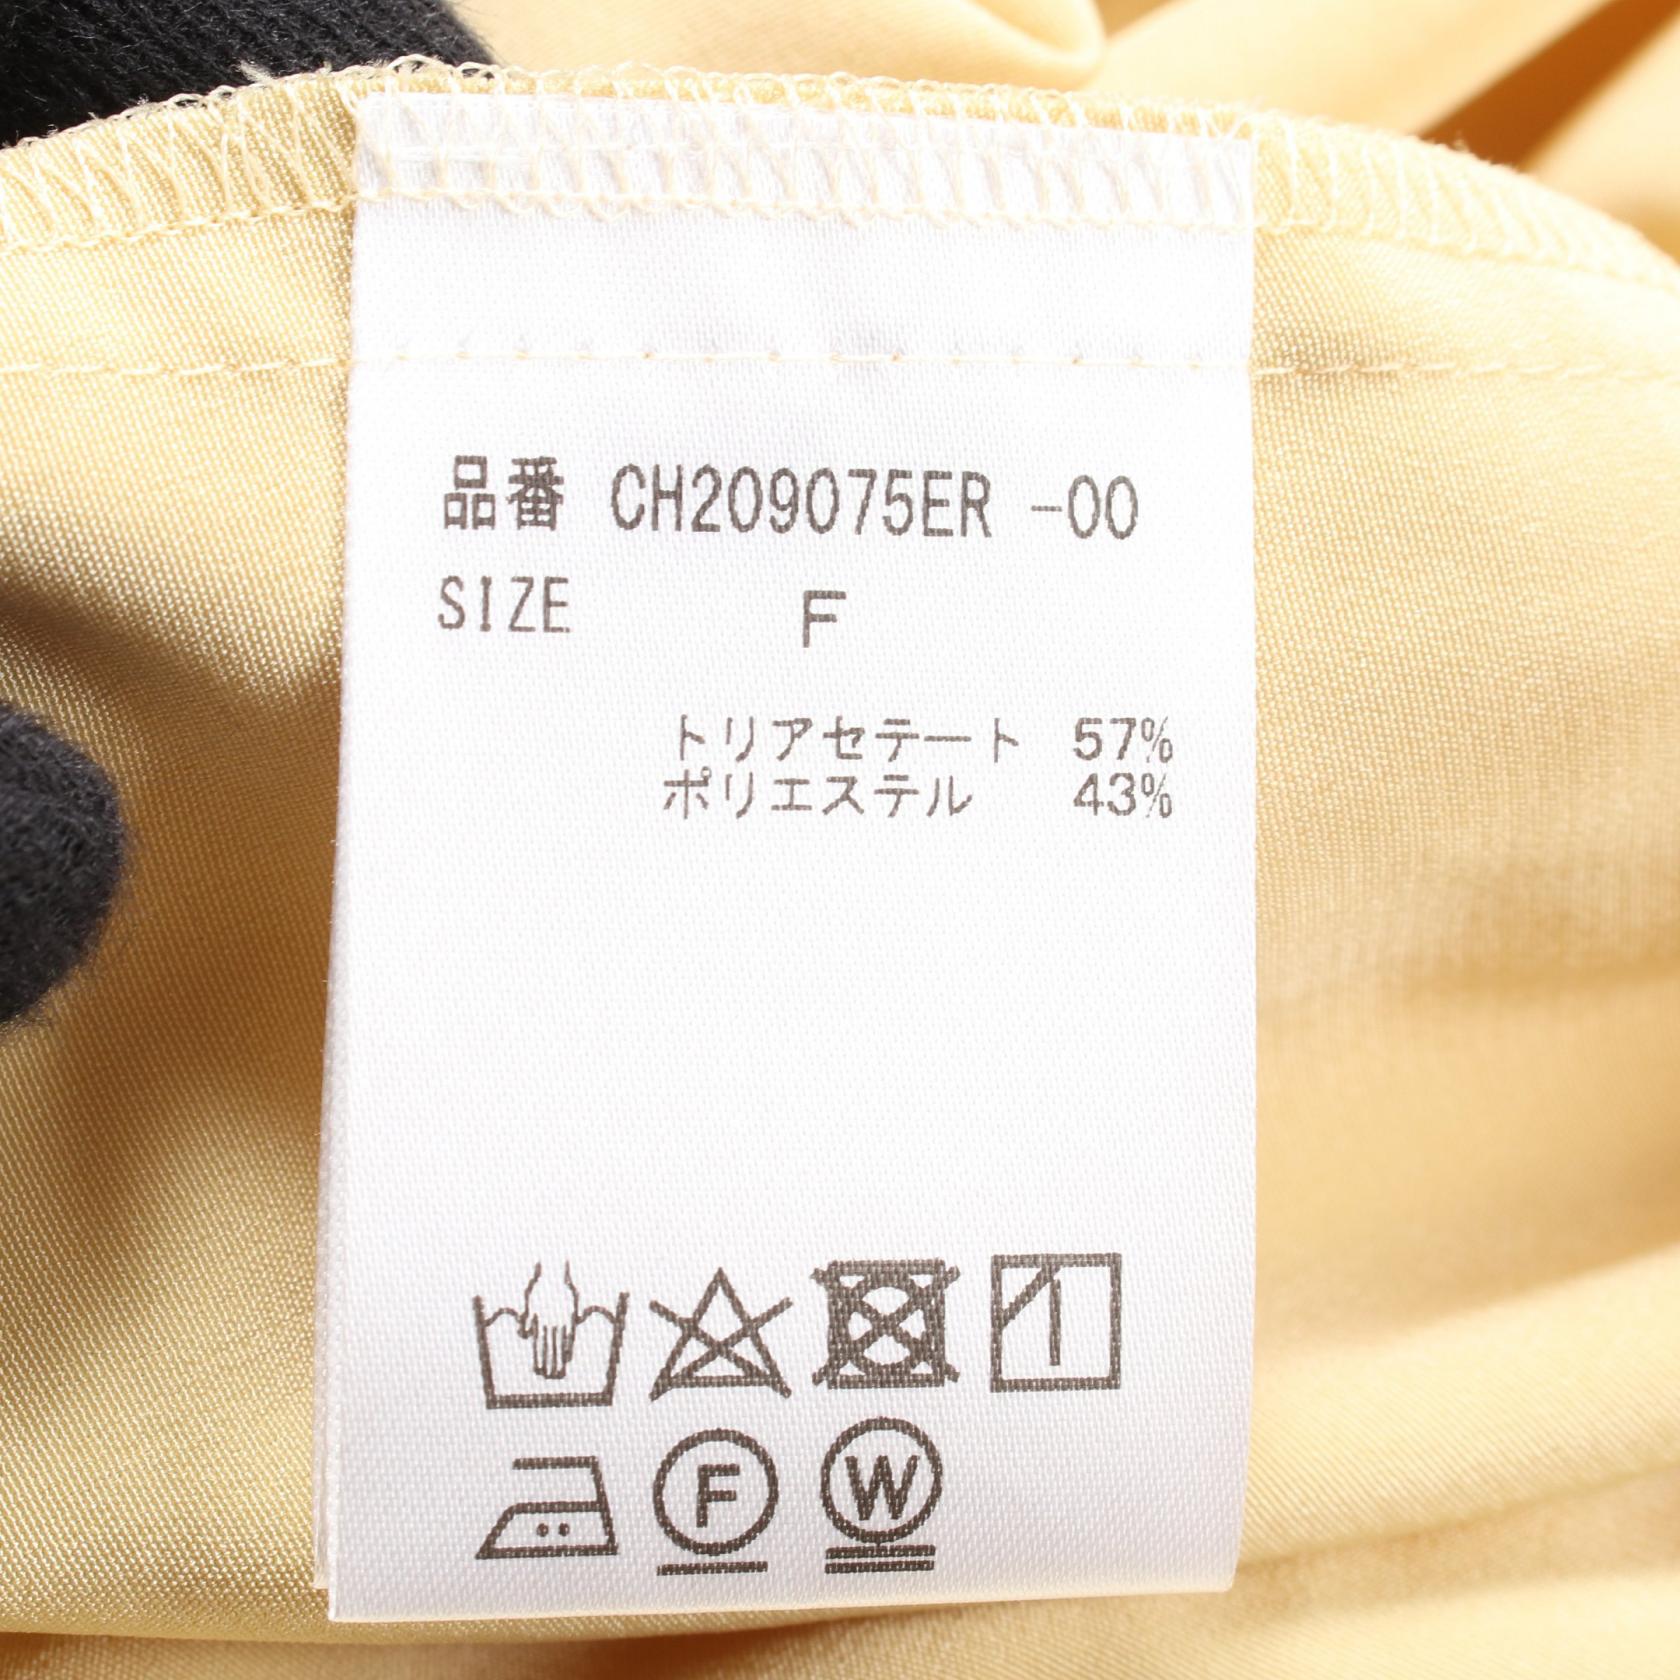 品番 CH209075ER -00
SIZE F
トリアセテート 57%
ポリエステル 43%
F W